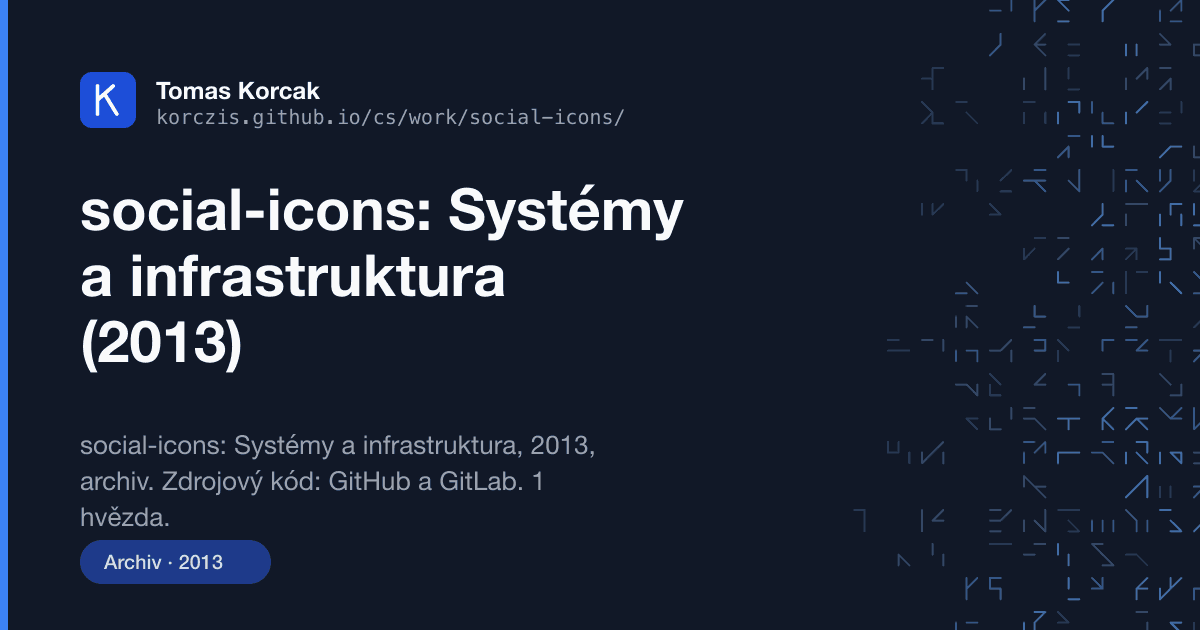 K
Tomas Korcak
korczis.github.io/cs/work/social-icons/
social-icons: Systémy
a infrastruktura
(2013)
social-icons: Systémy a infrastruktura, 2013,
archiv. Zdrojový kód: GitHub a GitLab. 1
hvězda.
Archiv · 2013